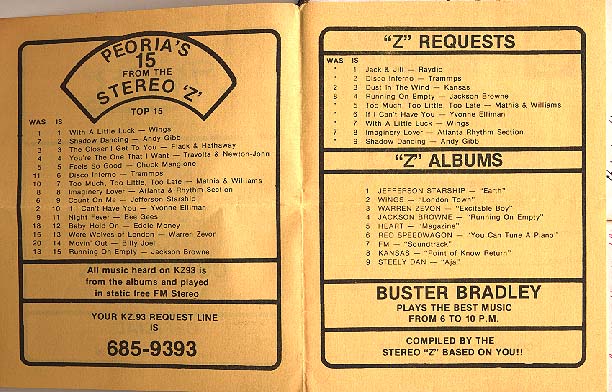 PEORIA'S
15
FROM THE
STEREO 'Z'
TOP 15
WAS IS
1 1 With A Little Luck — Wings
7 2 Shadow Dancing — Andy Gibb
3 3 The Closer I Get To You — Flack & Hathaway
4 4 You're The One That I Want — Travolta & Newton-John
5 5 Feels So Good — Chuck Mangione
11 6 Disco Inferno — Trammps
10 7 Too Much, Too Little, Too Late — Mathis & Williams
8 8 Imaginary Lover — Atlanta Rhythm Section
6 9 Count On Me — Jefferson Starship
2 10 If I Can't Have You — Yvonne Elliman
9 11 Night Fever — Bee Gees
18 12 Baby Hold On — Eddie Money
15 13 Were Wolves of London — Warren Zevon
20 14 Movin' Out — Billy Joel
13 15 Running On Empty — Jackson Browne
All music heard on KZ93 is
from the albums and played
in static free FM Stereo
YOUR KZ.93 REQUEST LINE
IS
685-9393
"Z" REQUESTS
WAS IS
* 1 Jack & Jill — Raydio
* 2 Disco Inferno — Trammps
2 3 Dust In The Wind — Kansas
9 4 Running On Empty — Jackson Browne
* 5 Too Much, Too Little, Too Late — Mathis & Williams
* 6 If I Can't Have You — Yvonne Elliman
* 7 With A Little Luck — Wings
7 8 Imaginary Lover — Atlanta Rhythm Section
* 9 Shadow Dancing — Andy Gibb
"Z" ALBUMS
1 JEFFERSON STARSHIP — "Earth"
2 WINGS — "London Town"
3 WARREN ZEVON — "Excitable Boy"
4 JACKSON BROWNE — "Running On Empty"
5 HEART — "Magazine"
6 REO SPEEDWAGON — "You Can Tune A Piano"
7 FM — "Soundtrack"
8 KANSAS — "Point of Know Return"
9 STEELY DAN — "Aja"
BUSTER BRADLEY
PLAYS THE BEST MUSIC
FROM 6 TO 10 P.M.
COMPILED BY THE
STEREO "Z" BASED ON YOU!!